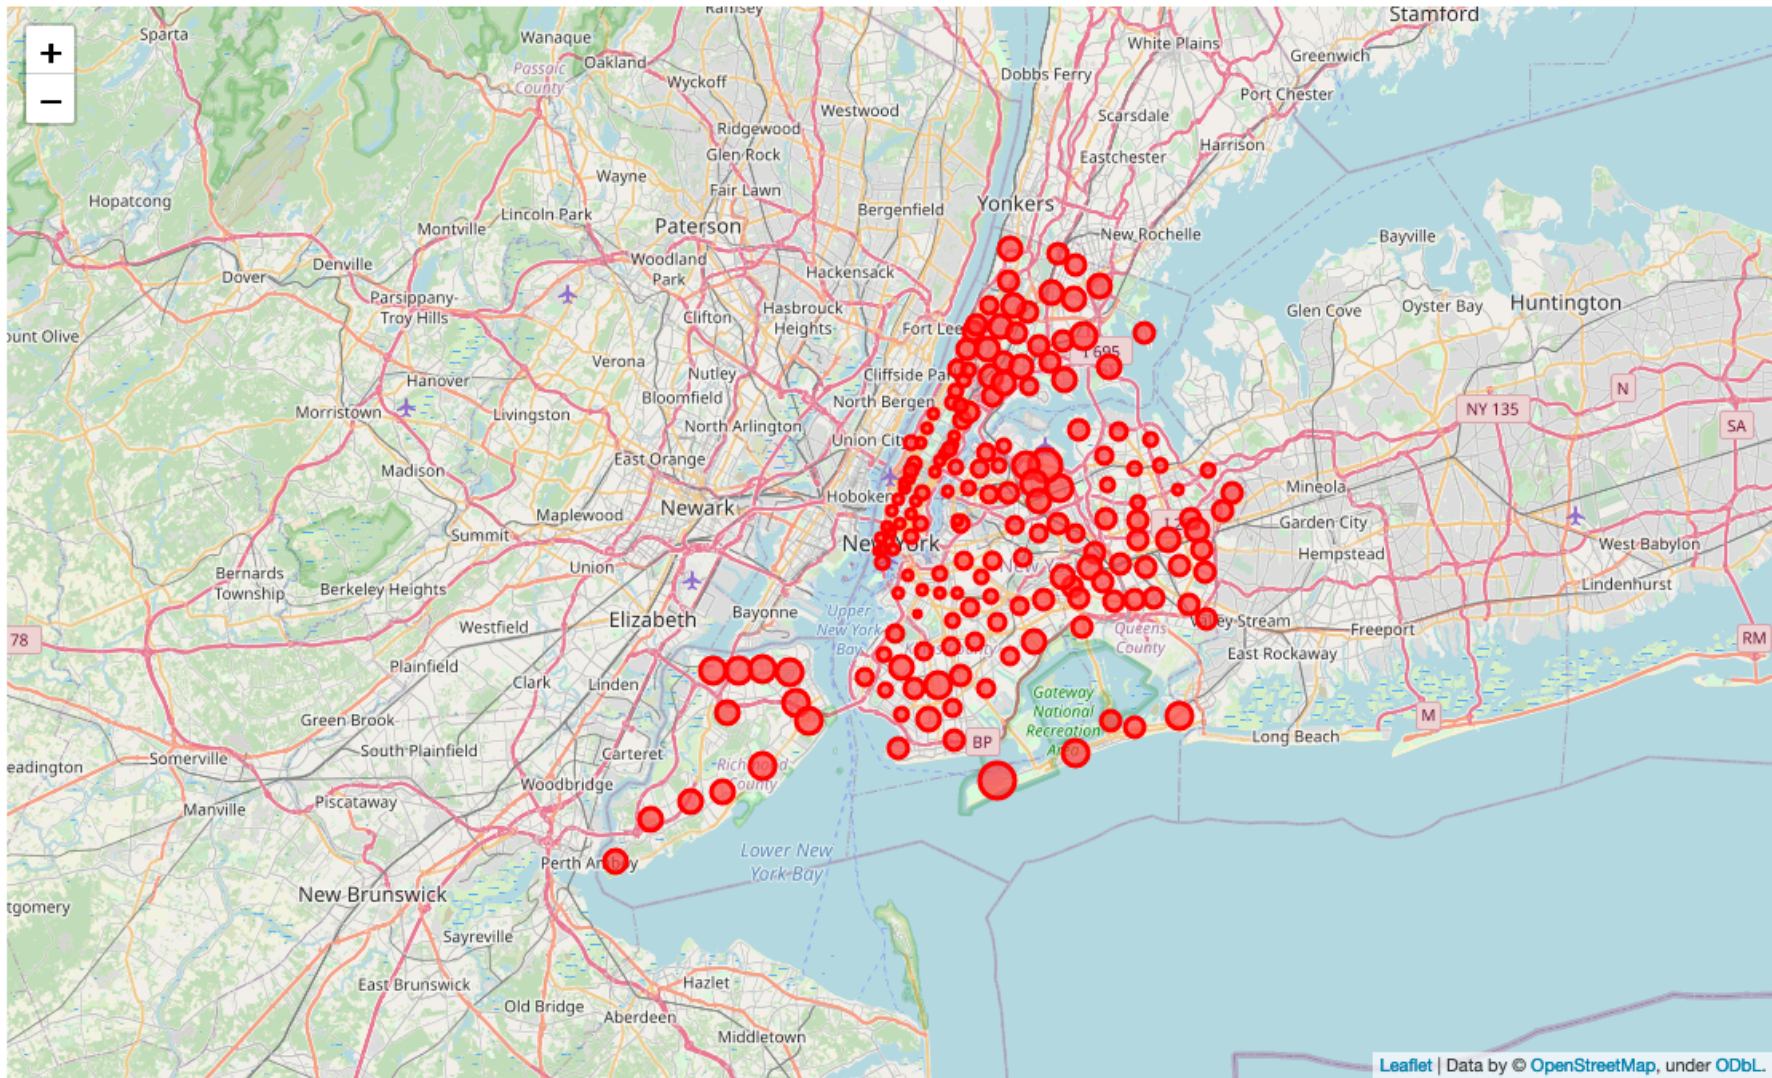 Ramsey
Stamford
Sparta
+
Wanaque
White Plains
Greenwich
Oakland
Passaic
County
Dobbs Ferry
Wyckoff
Port Chester
−
Westwood
Scarsdale
Ridgewood
Harrison
Glen Rock
Eastchester
Wayne
Fair Lawn
Hopatcong
Yonkers
Bergenfield
Lincoln Park
Paterson
Montville
New Rochelle
Bayville
Woodland
Park
Denville
Hackensack
Dover
Parsippany-
Troy Hills
Hasbrouck
Heights
Huntington
Oyster Bay
Glen Cove
Clifton
Fort Lee
ount Olive
695
Verona
Nutley
Cliffside Pa
Hanover
N
Bloomfield
North Bergen
NY 135
Morristown
Livingston
North Arlington
SA
Union City
East Orange
Madison
Mineola
Hoboken
Newark
Maplewood
Garden City
Summit
New York
West Babylon
Hempstead
Union
Bernards
Township
Berkeley Heights
Lindenhurst
Elizabeth
Bayonne
Upper
New York
Bay
Westfield
Valley Stream
Freeport
78
Queens
County
RM
East Rockaway
Plainfield
Clark
Linden
Gateway
National
Recreation
Area
M
Green Brook
Long Beach
BP
South Plainfield
Somerville
Carteret
eadington
Richmond
County
Woodbridge
Piscataway
Manville
Lower New
York Bay
Perth Amboy
New Brunswick
tgomery
Sayreville
East Brunswick
Hazlet
Old Bridge
Aberdeen
Middletown
Leaflet | Data by © OpenStreetMap, under ODbL.